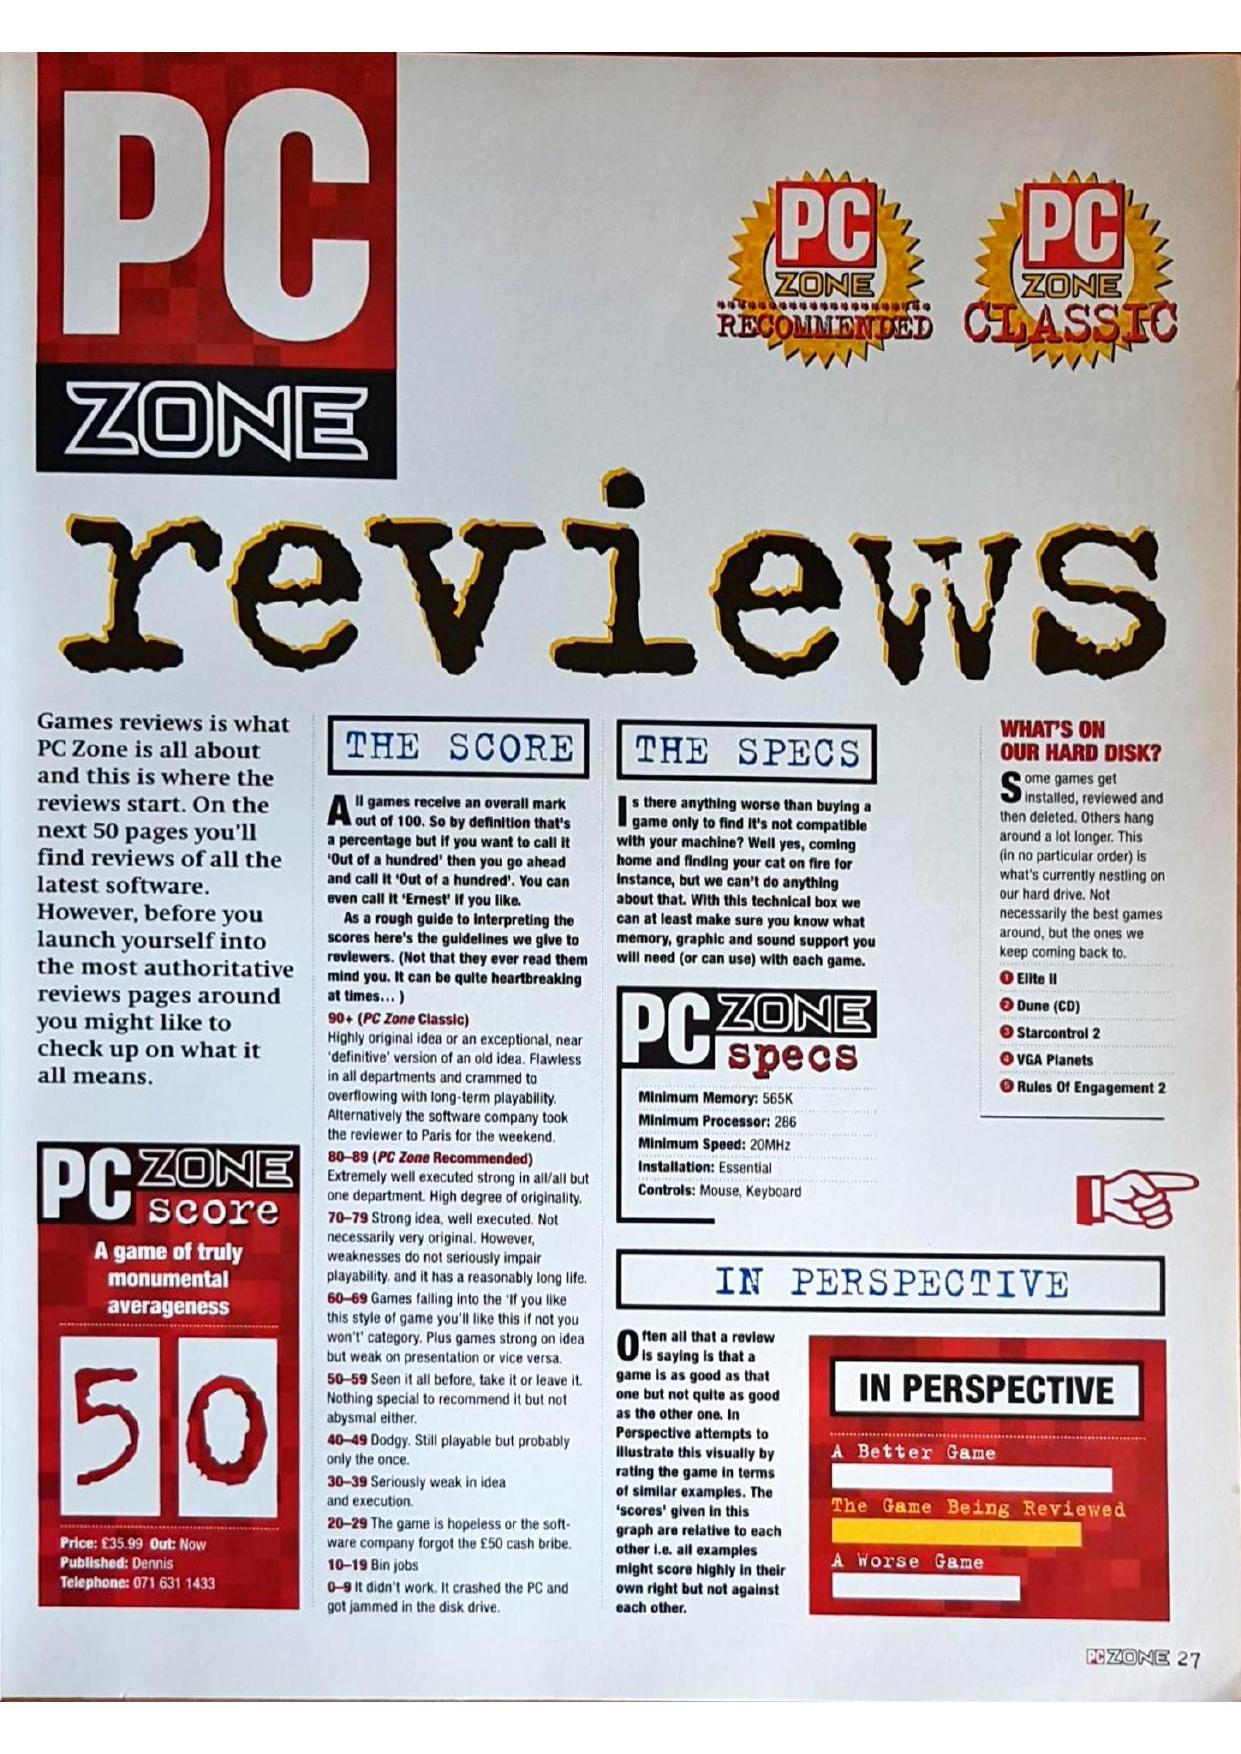 PC
ZONE
PC
ZONE
RECOMMENDED
PC
ZONE
CLASSIC
reviews
Games reviews is what
PC Zone is all about
and this is where the
reviews start. On the
next 50 pages you'll
find reviews of all the
latest software.
However, before you
launch yourself into
the most authoritative
reviews pages around
you might like to
check up on what it
all means.
PC ZONE
score
A game of truly
monumental
averageness
50
Price: £35.99 Out: Now
Published: Dennis
Telephone: 071 631 1433
THE SCORE
All games receive an overall mark
out of 100. So by definition that's
a percentage but if you want to call it
'Out of a hundred' then you go ahead
and call it 'Out of a hundred'. You can
even call it 'Ernest' if you like.
As a rough guide to interpreting the
scores here's the guidelines we give to
reviewers. (Not that they ever read them
mind you. It can be quite heartbreaking
at times... )
90+ (PC Zone Classic)
Highly original idea or an exceptional, near
'definitive' version of an old idea. Flawless
in all departments and crammed to
overflowing with long-term playability.
Alternatively the software company took
the reviewer to Paris for the weekend.
80–89 (PC Zone Recommended)
Extremely well executed strong in all/all but
one department. High degree of originality.
70–79 Strong idea, well executed. Not
necessarily very original. However,
weaknesses do not seriously impair
playability. and it has a reasonably long life.
60–69 Games falling into the 'If you like
this style of game you'll like this if not you
won't' category. Plus games strong on idea
but weak on presentation or vice versa.
50–59 Seen it all before, take it or leave it.
Nothing special to recommend it but not
abysmal either.
40–49 Dodgy. Still playable but probably
only the once.
30–39 Seriously weak in idea
and execution.
20–29 The game is hopeless or the soft-
ware company forgot the £50 cash bribe.
10–19 Bin jobs
0–9 It didn't work. It crashed the PC and
got jammed in the disk drive.
THE SPECS
Is there anything worse than buying a
game only to find it's not compatible
with your machine? Well yes, coming
home and finding your cat on fire for
instance, but we can't do anything
about that. With this technical box we
can at least make sure you know what
memory, graphic and sound support you
will need (or can use) with each game.
PC ZONE
specs
Minimum Memory: 565K
Minimum Processor: 286
Minimum Speed: 20MHz
Installation: Essential
Controls: Mouse, Keyboard
WHAT'S ON
OUR HARD DISK?
Some games get
installed, reviewed and
then deleted. Others hang
around a lot longer. This
(in no particular order) is
what's currently nestling on
our hard drive. Not
necessarily the best games
around, but the ones we
keep coming back to.
1 Elite II
2 Dune (CD)
3 Starcontrol 2
4 VGA Planets
5 Rules Of Engagement 2
IN PERSPECTIVE
Often all that a review
is saying is that a
game is as good as that
one but not quite as good
as the other one. In
Perspective attempts to
illustrate this visually by
rating the game in terms
of similar examples. The
'scores' given in this
graph are relative to each
other i.e. all examples
might score highly in their
own right but not against
each other.
IN PERSPECTIVE
A Better Game
The Game Being Reviewed
A Worse Game
PC ZONE 27